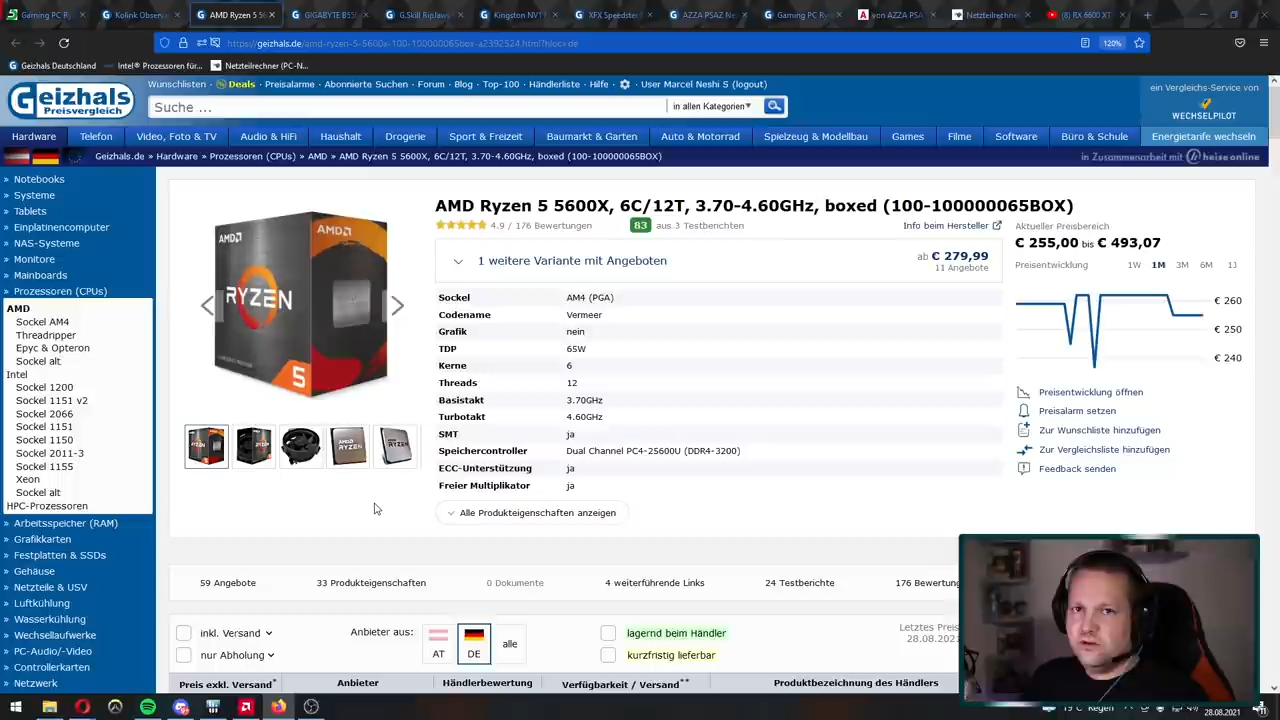 Gaming PC
Kolink Observa
AMD Ryzen 5 5
GIGABYTE B55
G.Skill RipJaws
Kingston NV1
XFX Speedster
AZZA PSAZ Ne
Gaming PC
von AZZA PSA
Netzteilrechner
(8) RX 6600 XT
https://geizhals.de/amd-ryzen-5-5600x-100-100000065box-a2392524.html?hloc=de
120%
Geizhals Deutschland
Intel® Prozessoren für...
Netzteilrechner (PC-N...
Geizhals
Preisvergleich
Wunschlisten
Deals
Preisalarme
Abonnierte Suchen
Forum
Blog
Top-100
Händlerliste
Hilfe
User Marcel Neshi S (logout)
Suche ...
in allen Kategorien
ein Vergleichs-Service von
WECHSELPILOT
Hardware
Telefon
Video, Foto & TV
Audio & HiFi
Haushalt
Drogerie
Sport & Freizeit
Baumarkt & Garten
Auto & Motorrad
Spielzeug & Modellbau
Games
Filme
Software
Büro & Schule
Energietarife wechseln
Geizhals.de » Hardware » Prozessoren (CPUs) » AMD » AMD Ryzen 5 5600X, 6C/12T, 3.70-4.60GHz, boxed (100-100000065BOX)
in Zusammenarbeit mit heise online
» Notebooks
» Systeme
» Tablets
» Einplatinencomputer
» NAS-Systeme
» Monitore
» Mainboards
» Prozessoren (CPUs)
AMD
Sockel AM4
Threadripper
Epyc & Opteron
Sockel alt
Intel
Sockel 1200
Sockel 1151 v2
Sockel 2066
Sockel 1151
Sockel 1150
Sockel 2011-3
Sockel 1155
Xeon
Sockel alt
HPC-Prozessoren
» Arbeitsspeicher (RAM)
» Grafikkarten
» Festplatten & SSDs
» Gehäuse
» Netzteile & USV
» Luftkühlung
» Wasserkühlung
» Wechsellaufwerke
» PC-Audio/-Video
» Controllerkarten
» Netzwerk
AMD
AMD
RYZEN
5
AMD Ryzen 5 5600X, 6C/12T, 3.70-4.60GHz, boxed (100-100000065BOX)
4.9 / 176 Bewertungen
83 aus 3 Testberichten
Info beim Hersteller
1 weitere Variante mit Angeboten
ab € 279,99
11 Angebote
Sockel AM4 (PGA)
Codename Vermeer
Grafik nein
TDP 65W
Kerne 6
Threads 12
Basistakt 3.70GHz
Turbotakt 4.60GHz
SMT ja
Speichercontroller Dual Channel PC4-25600U (DDR4-3200)
ECC-Unterstützung ja
Freier Multiplikator ja
Alle Produkteigenschaften anzeigen
Aktueller Preisbereich
€ 255,00 bis € 493,07
Preisentwicklung 1W 1M 3M 6M 1J
€ 260
€ 250
€ 240
Preisentwicklung öffnen
Preisalarm setzen
Zur Wunschliste hinzufügen
Zur Vergleichsliste hinzufügen
Feedback senden
59 Angebote
33 Produkteigenschaften
0 Dokumente
4 weiterführende Links
24 Testberichte
176 Bewertung
inkl. Versand
nur Abholung
Anbieter aus:
AT
DE
alle
lagernd beim Händler
kurzfristig lieferbar
Letztes Preis
28.08.2021
Preis exkl. Versand*
Anbieter
Händlerbewertung
Verfügbarkeit / Versand**
Produktbezeichnung des Händlers
19°C Regen
28.08.2021